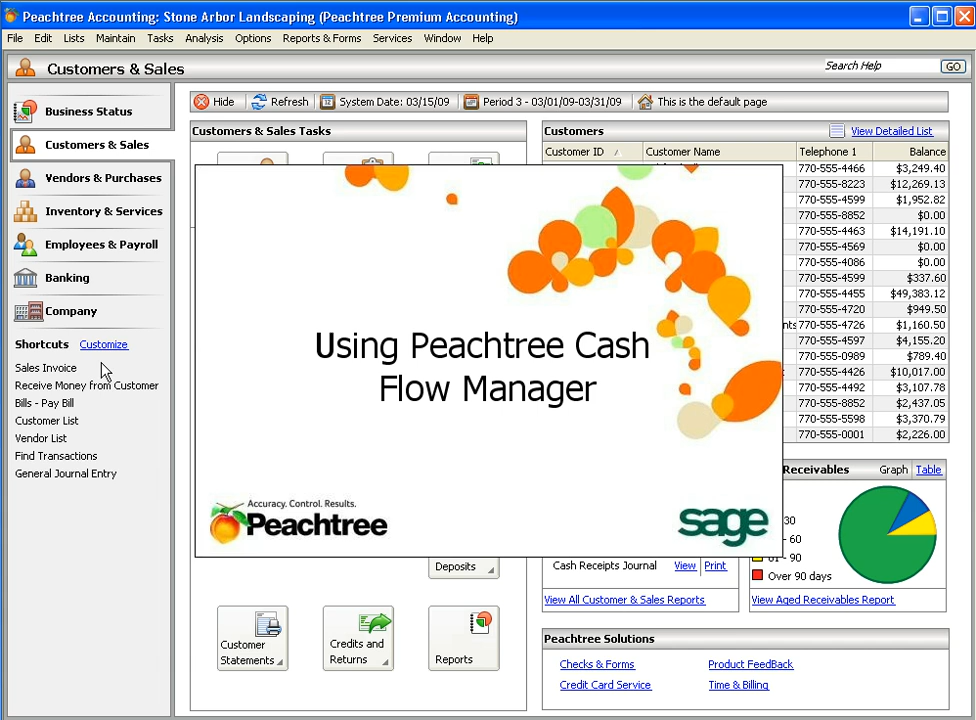 Peachtree Accounting: Stone Arbor Landscaping (Peachtree Premium Accounting)
File Edit Lists Maintain Tasks Analysis Options Reports & Forms Services Window Help
Customers & Sales
Search Help GO
Business Status
Customers & Sales
Vendors & Purchases
Inventory & Services
Employees & Payroll
Banking
Company
Shortcuts Customize
Sales Invoice
Receive Money from Customer
Bills - Pay Bill
Customer List
Vendor List
Find Transactions
General Journal Entry
Hide Refresh System Date: 03/15/09 Period 3 - 03/01/09-03/31/09 This is the default page
Customers & Sales Tasks
Using Peachtree Cash
Flow Manager
Accuracy. Control. Results.
Peachtree
sage
Deposits
Customer
Statements
Credits and
Returns
Reports
Customers View Detailed List
Customer ID Customer Name Telephone 1 Balance
770-555-4466 $3,249.40
770-555-8223 $12,269.13
770-555-4599 $1,952.82
770-555-8852 $0.00
770-555-4463 $14,191.10
770-555-4569 $0.00
770-555-4086 $0.00
770-555-4599 $337.60
770-555-4455 $49,383.12
770-555-4720 $949.50
nts 770-555-4726 $1,160.50
770-555-4597 $4,155.20
770-555-0989 $789.40
770-555-4426 $10,017.00
770-555-4492 $3,107.78
770-555-8852 $2,437.05
770-555-5598 $3,370.79
770-555-0001 $2,226.00
Receivables Graph Table
30
- 60
61 - 90
Over 90 days
View Aged Receivables Report
Cash Receipts Journal View Print
View All Customer & Sales Reports
Peachtree Solutions
Checks & Forms Product FeedBack
Credit Card Service Time & Billing